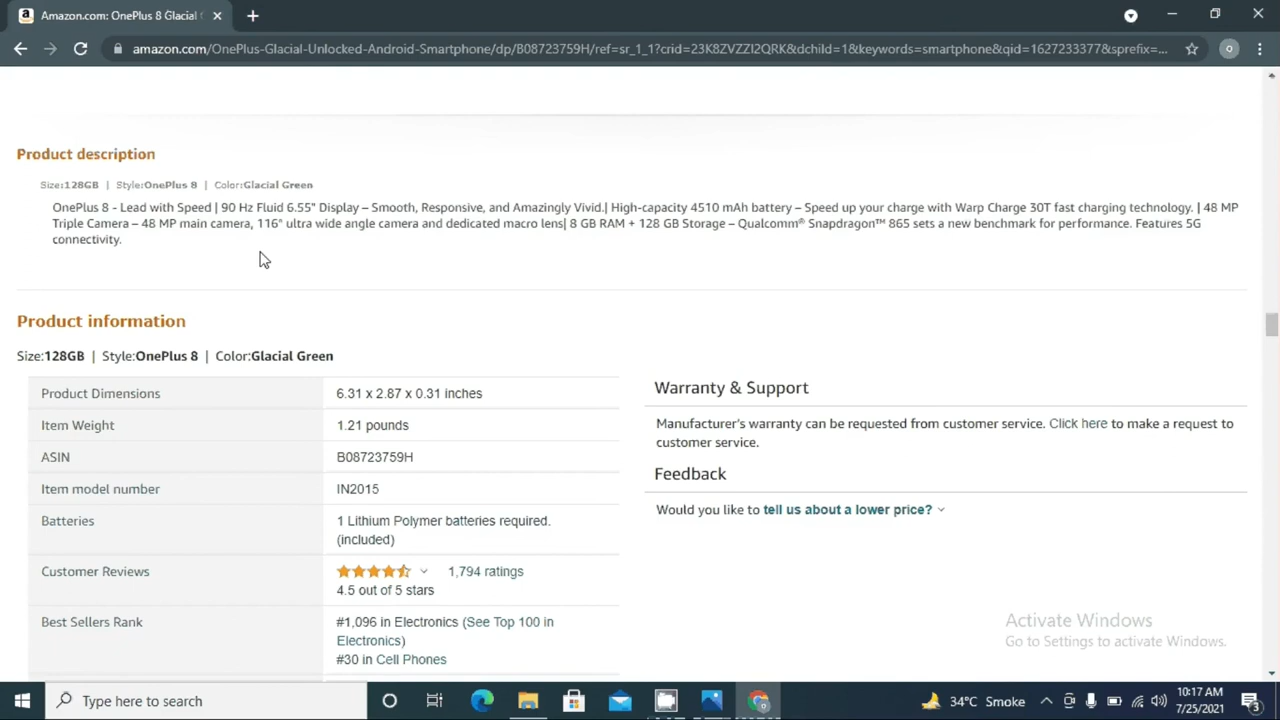 Amazon.com: OnePlus 8 Glacial
amazon.com/OnePlus-Glacial-Unlocked-Android-Smartphone/dp/B08723759H/ref=sr_1_1?crid=23K8ZVZZI2QRK&dchild=1&keywords=smartphone&qid=1627233377&sprefix=...
Product description
Size:128GB | Style:OnePlus 8 | Color:Glacial Green
OnePlus 8 - Lead with Speed | 90 Hz Fluid 6.55" Display – Smooth, Responsive, and Amazingly Vivid.| High-capacity 4510 mAh battery – Speed up your charge with Warp Charge 30T fast charging technology. | 48 MP
Triple Camera – 48 MP main camera, 116° ultra wide angle camera and dedicated macro lens| 8 GB RAM + 128 GB Storage – Qualcomm® Snapdragon™ 865 sets a new benchmark for performance. Features 5G
connectivity.
Product information
Size:128GB | Style:OnePlus 8 | Color:Glacial Green
Product Dimensions 6.31 x 2.87 x 0.31 inches
Item Weight 1.21 pounds
ASIN B08723759H
Item model number IN2015
Batteries 1 Lithium Polymer batteries required.
(included)
Customer Reviews 1,794 ratings
4.5 out of 5 stars
Best Sellers Rank #1,096 in Electronics (See Top 100 in
Electronics)
#30 in Cell Phones
Warranty & Support
Manufacturer's warranty can be requested from customer service. Click here to make a request to
customer service.
Feedback
Would you like to tell us about a lower price?
Activate Windows
Go to Settings to activate Windows.
Type here to search
34°C Smoke
10:17 AM
7/25/2021
3